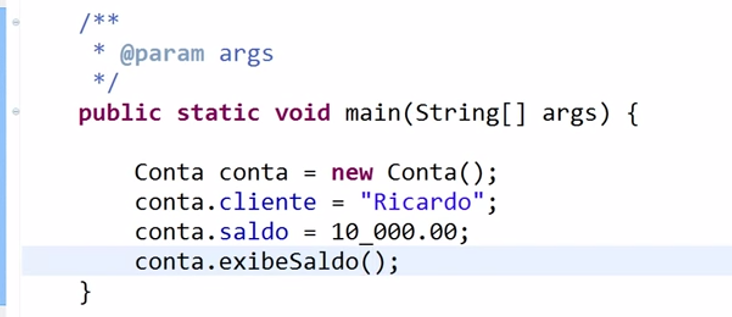 /**
* @param args
*/
public static void main(String[] args) {
Conta conta = new Conta();
conta.cliente = "Ricardo";
conta.saldo = 10_000.00;
conta.exibeSaldo();
}